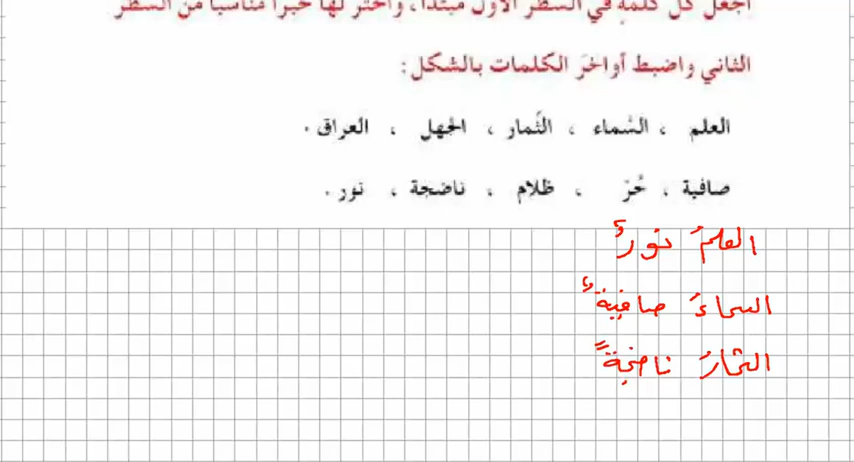 اجعل كل كلمة في السطر الأول مبتدأ، واختر لها خبراً مناسباً من السطر
الثاني واضبط أواخرَ الكلمات بالشكل:
العلم ، السَّماء ، الثِّمار ، الجهل ، العراق .
صافية ، حُرّ ، ظلام ، ناضجة ، نور .
العلمُ نورٌ
السماءُ صافيةٌ
الثمارُ ناضجةٌ